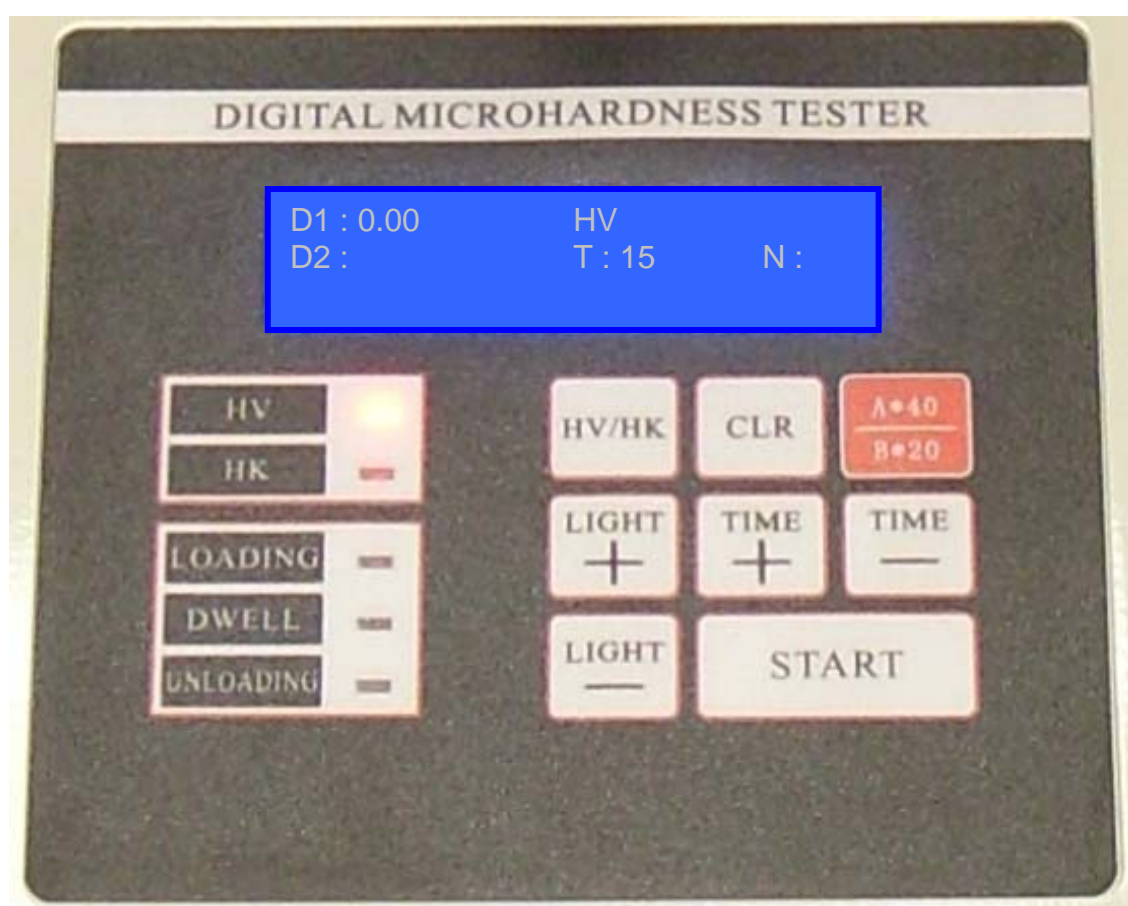 DIGITAL MICROHARDNESS TESTER
D1 : 0.00 HV
D2 : T : 15 N :
HV
HK
LOADING
DWELL
UNLOADING
HV/HK CLR A●40
B●20
LIGHT TIME TIME
+ + —
LIGHT
— START